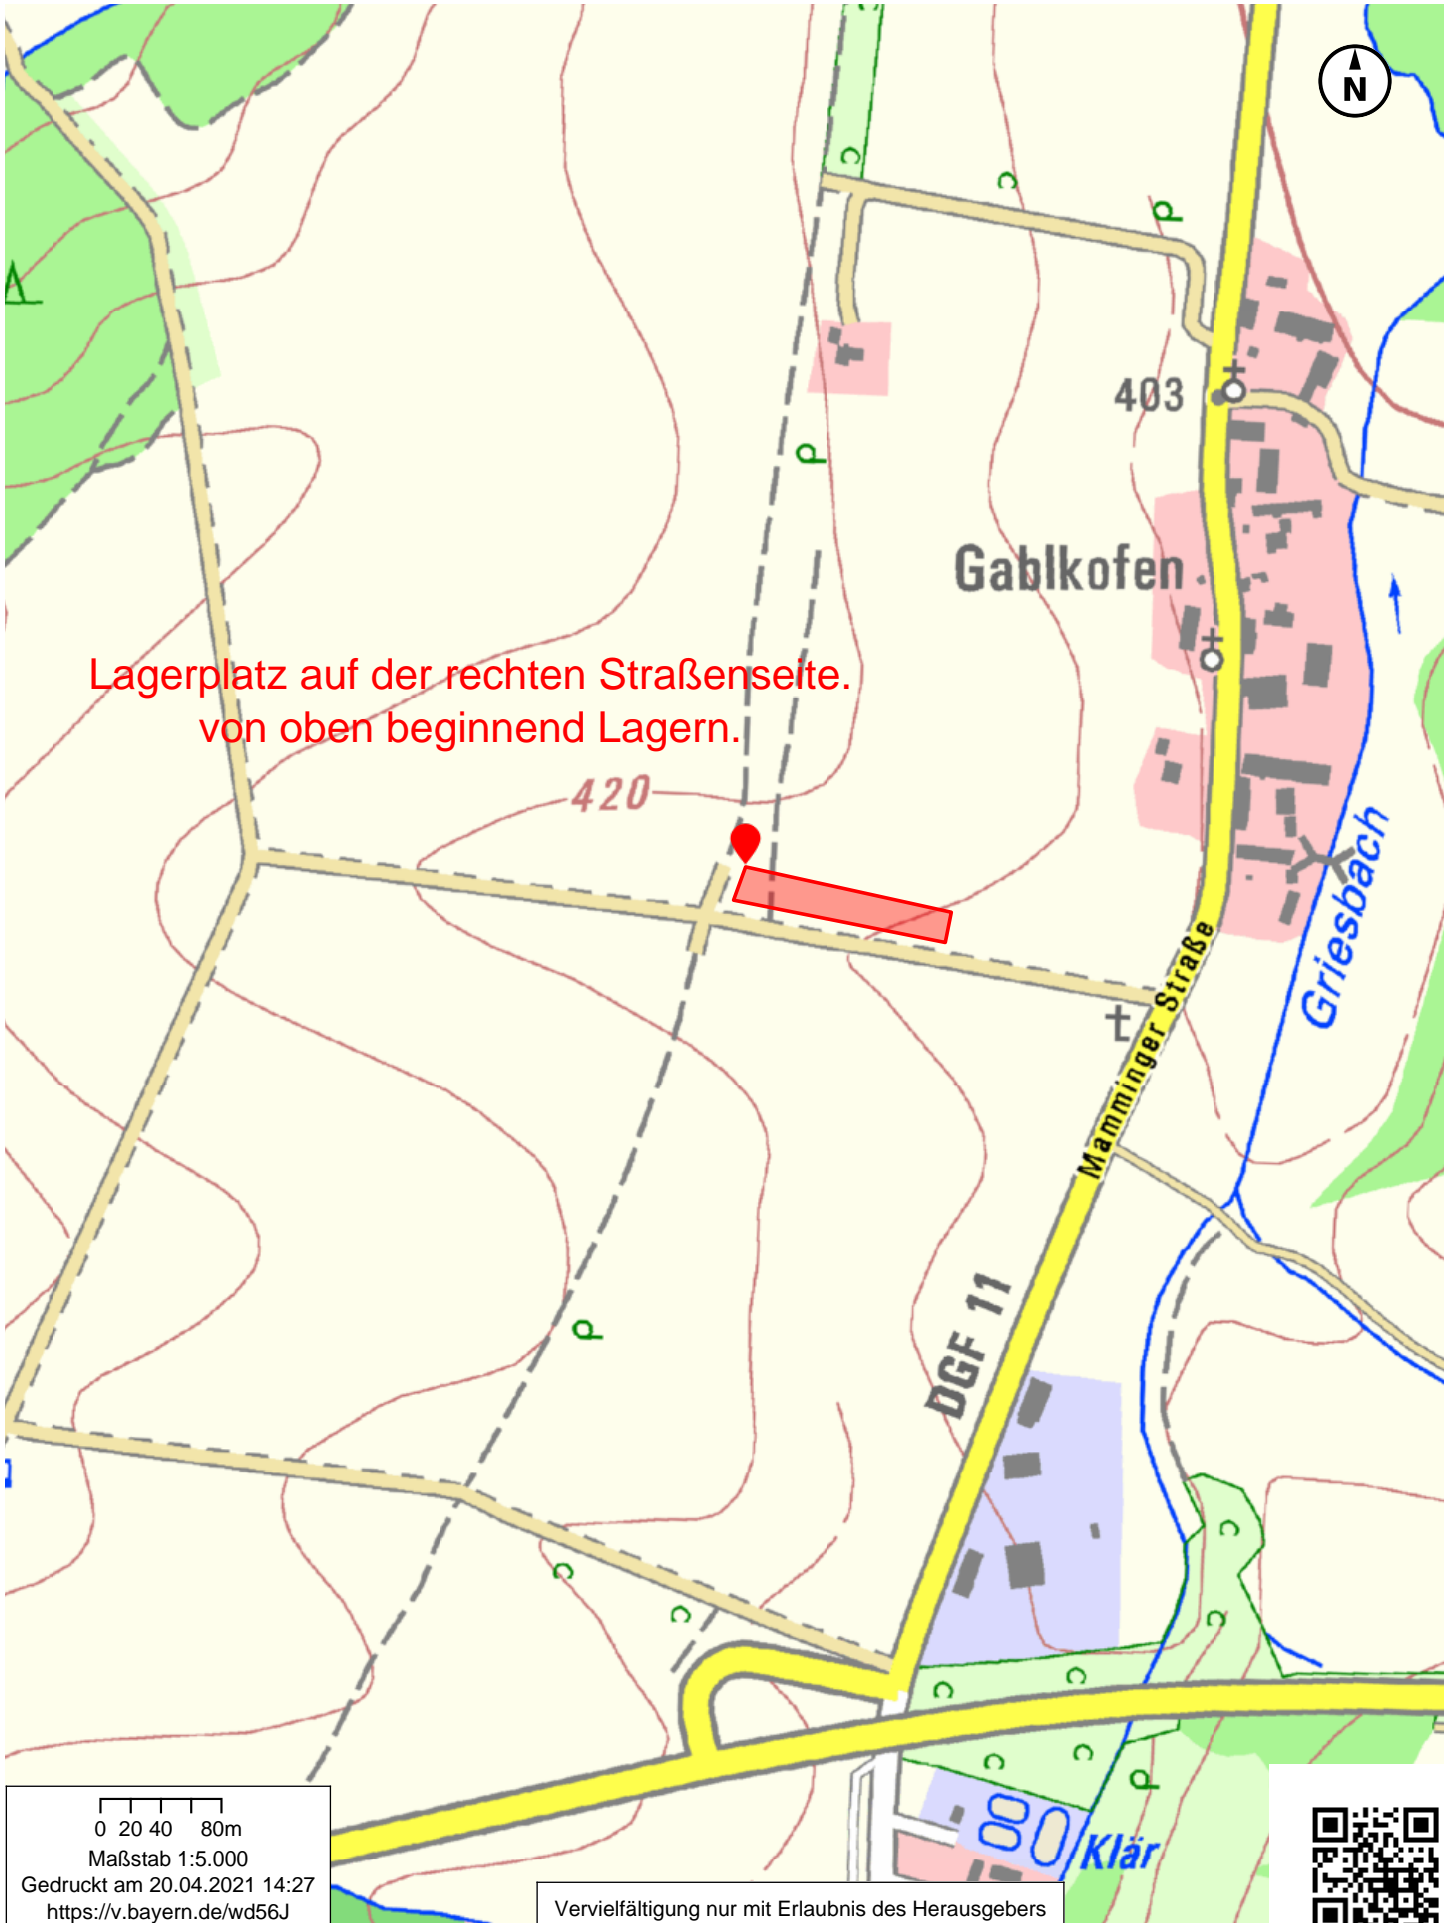 N
403
Gablkofen
Lagerplatz auf der rechten Straßenseite.
von oben beginnend Lagern.
420
Griesbach
Mamminger Straße
DGF 11
Klär
0 20 40 80m
Maßstab 1:5.000
Gedruckt am 20.04.2021 14:27
https://v.bayern.de/wd56J
Vervielfältigung nur mit Erlaubnis des Herausgebers